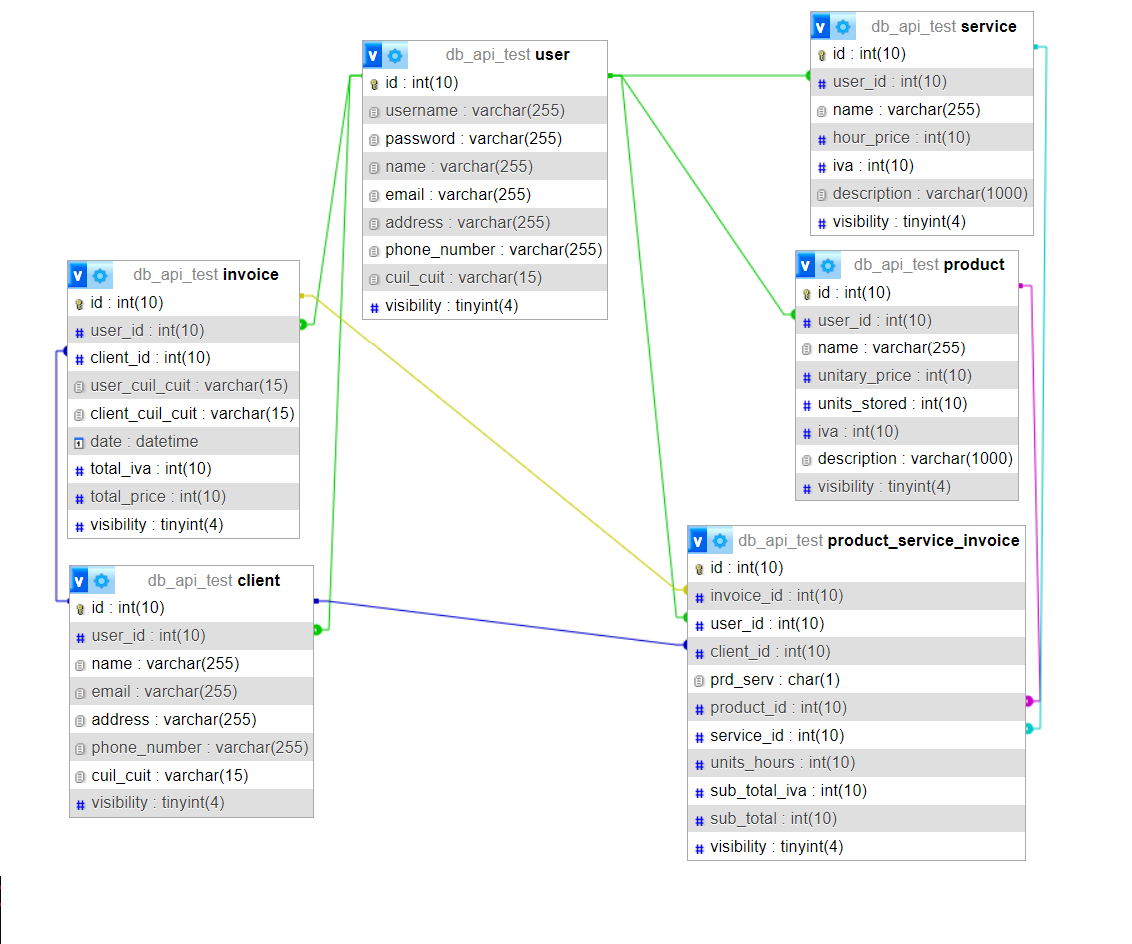 db_api_test user
id : int(10)
username : varchar(255)
password : varchar(255)
name : varchar(255)
email : varchar(255)
address : varchar(255)
phone_number : varchar(255)
cuil_cuit : varchar(15)
visibility : tinyint(4)
db_api_test service
id : int(10)
user_id : int(10)
name : varchar(255)
hour_price : int(10)
iva : int(10)
description : varchar(1000)
visibility : tinyint(4)
db_api_test invoice
id : int(10)
user_id : int(10)
client_id : int(10)
user_cuil_cuit : varchar(15)
client_cuil_cuit : varchar(15)
date : datetime
total_iva : int(10)
total_price : int(10)
visibility : tinyint(4)
db_api_test product
id : int(10)
user_id : int(10)
name : varchar(255)
unitary_price : int(10)
units_stored : int(10)
iva : int(10)
description : varchar(1000)
visibility : tinyint(4)
db_api_test client
id : int(10)
user_id : int(10)
name : varchar(255)
email : varchar(255)
address : varchar(255)
phone_number : varchar(255)
cuil_cuit : varchar(15)
visibility : tinyint(4)
db_api_test product_service_invoice
id : int(10)
invoice_id : int(10)
user_id : int(10)
client_id : int(10)
prd_serv : char(1)
product_id : int(10)
service_id : int(10)
units_hours : int(10)
sub_total_iva : int(10)
sub_total : int(10)
visibility : tinyint(4)